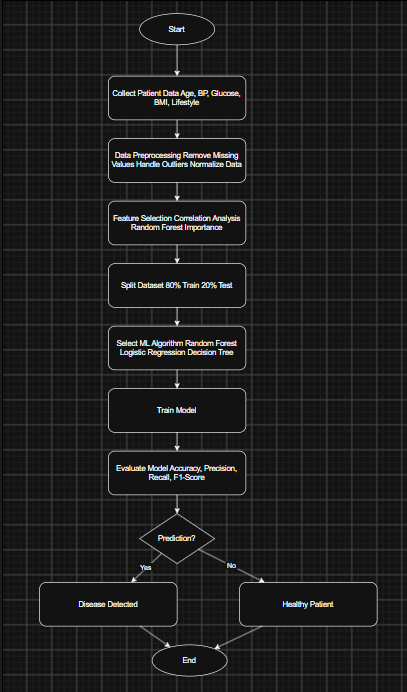 Start
Collect Patient Data Age, BP, Glucose,
BMI, Lifestyle
Data Preprocessing Remove Missing
Values Handle Outliers Normalize Data
Feature Selection Correlation Analysis
Random Forest Importance
Split Dataset 80% Train 20% Test
Select ML Algorithm Random Forest
Logistic Regression Decision Tree
Train Model
Evaluate Model Accuracy, Precision,
Recall, F1-Score
Prediction?
Yes
No
Disease Detected
Healthy Patient
End